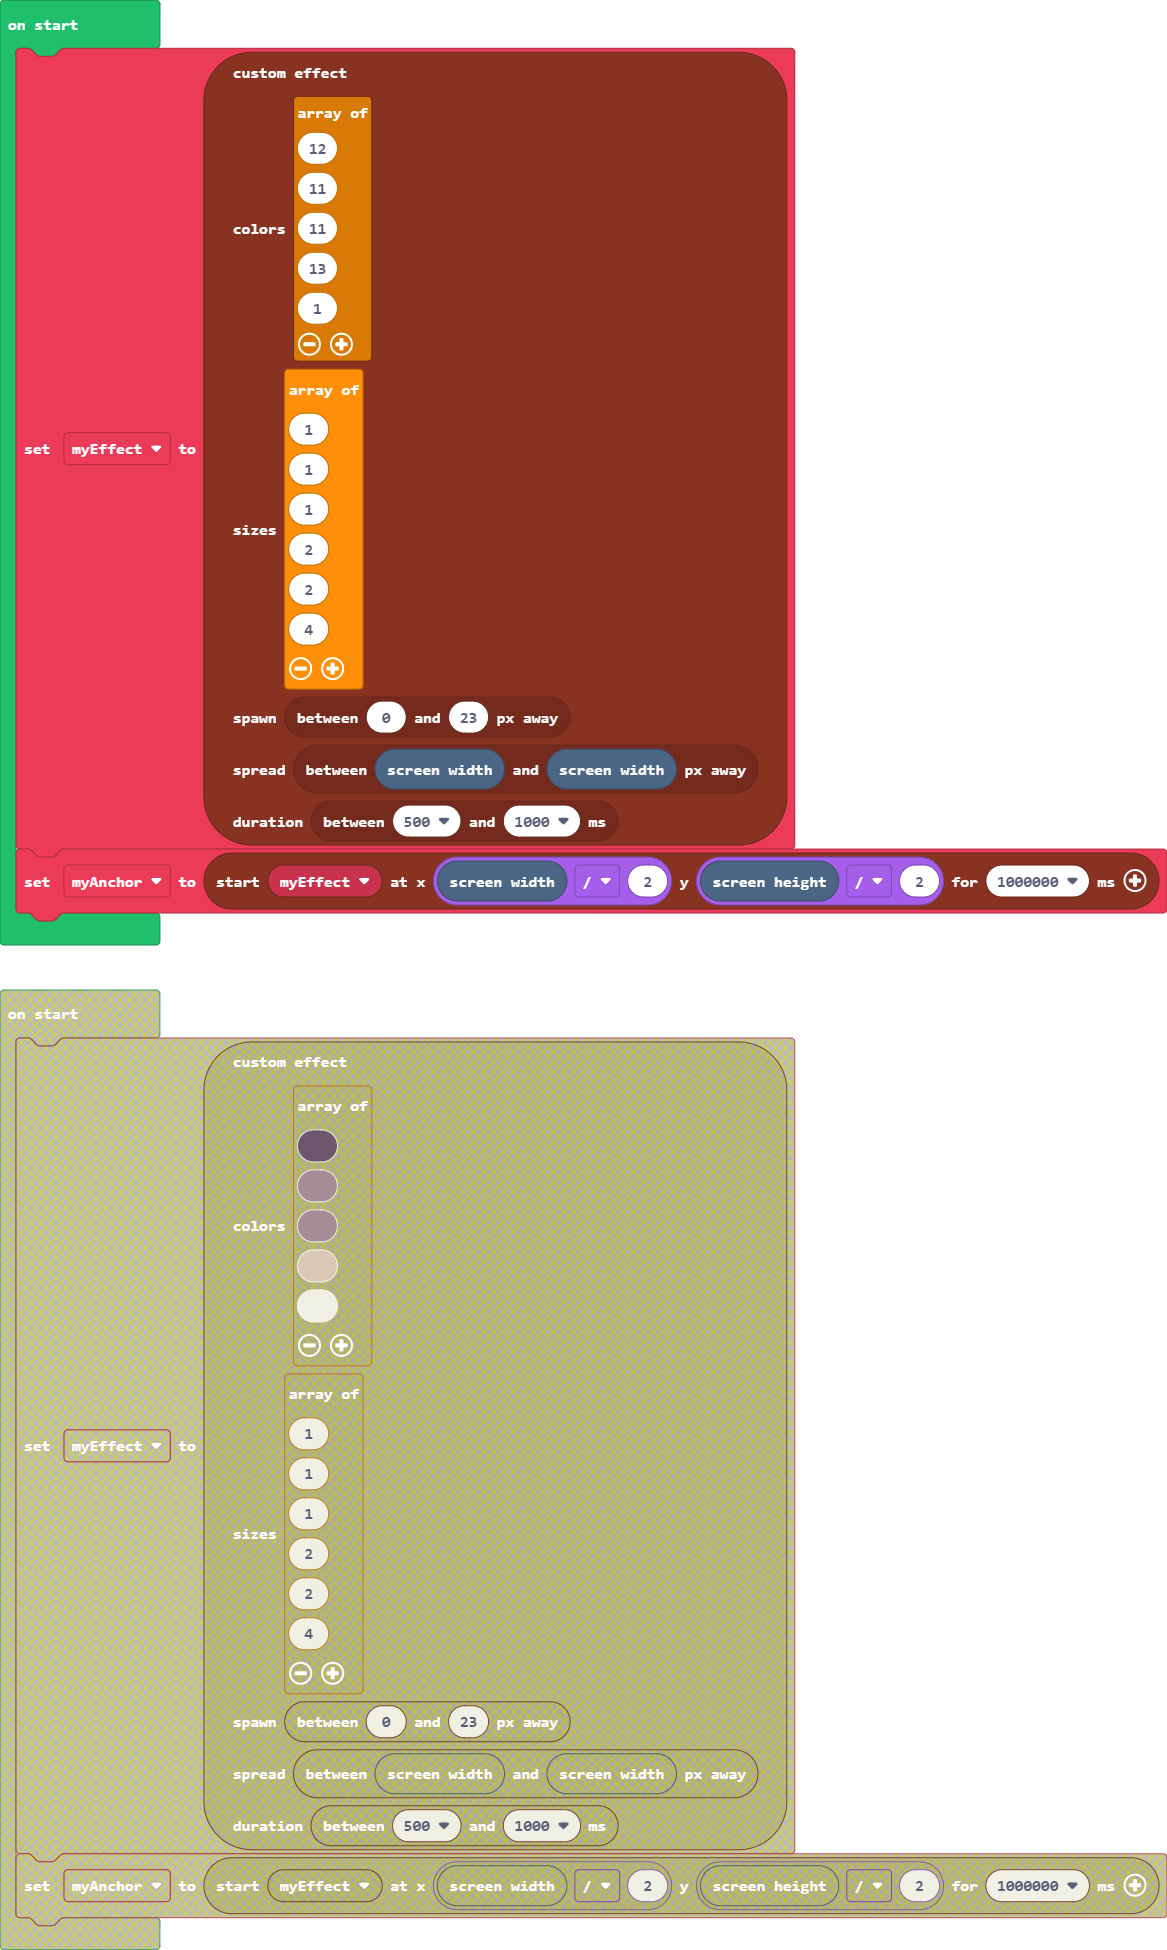 on start
custom effect
array of
12
11
colors 11
13
1
array of
1
1
set myEffect to
1
sizes
2
2
4
spawn between 0 and 23 px away
spread between screen width and screen width px away
duration between 500 and 1000 ms
set myAnchor to start myEffect at x screen width / 2 y screen height / 2 for 1000000 ms
on start
custom effect
array of
colors
array of
1
set myEffect to
1
1
sizes
2
2
4
spawn between 0 and 23 px away
spread between screen width and screen width px away
duration between 500 and 1000 ms
set myAnchor to start myEffect at x screen width / 2 y screen height / 2 for 1000000 ms